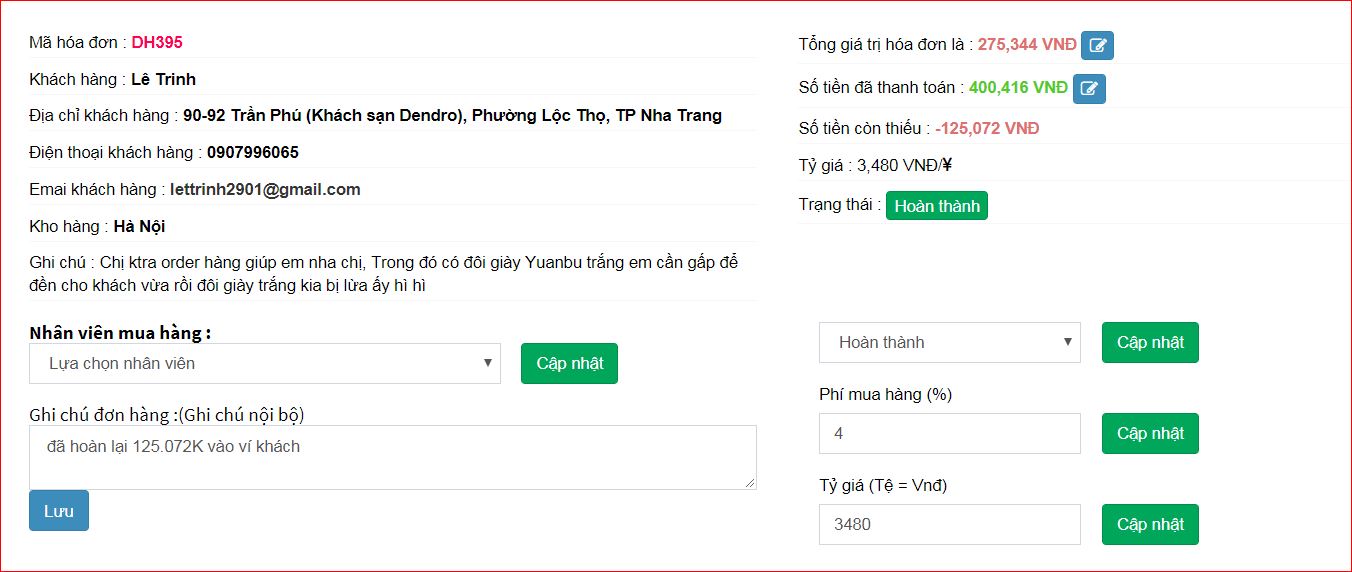 Mã hóa đơn : DH395
Khách hàng : Lê Trinh
Địa chỉ khách hàng : 90-92 Trần Phú (Khách sạn Dendro), Phường Lộc Thọ, TP Nha Trang
Điện thoại khách hàng : 0907996065
Emai khách hàng : lettrinh2901@gmail.com
Kho hàng : Hà Nội
Ghi chú : Chị ktra order hàng giúp em nha chị, Trong đó có đôi giày Yuanbu trắng em cần gấp để
đền cho khách vừa rồi đôi giày trắng kia bị lừa ấy hì hì
Tổng giá trị hóa đơn là : 275,344 VNĐ
Số tiền đã thanh toán : 400,416 VNĐ
Số tiền còn thiếu : -125,072 VNĐ
Tỷ giá : 3,480 VNĐ/¥
Trạng thái : Hoàn thành
Nhân viên mua hàng :
Lựa chọn nhân viên
Cập nhật
Ghi chú đơn hàng :(Ghi chú nội bộ)
đã hoàn lại 125.072K vào ví khách
Lưu
Hoàn thành
Cập nhật
Phí mua hàng (%)
4
Cập nhật
Tỷ giá (Tệ = Vnđ)
3480
Cập nhật